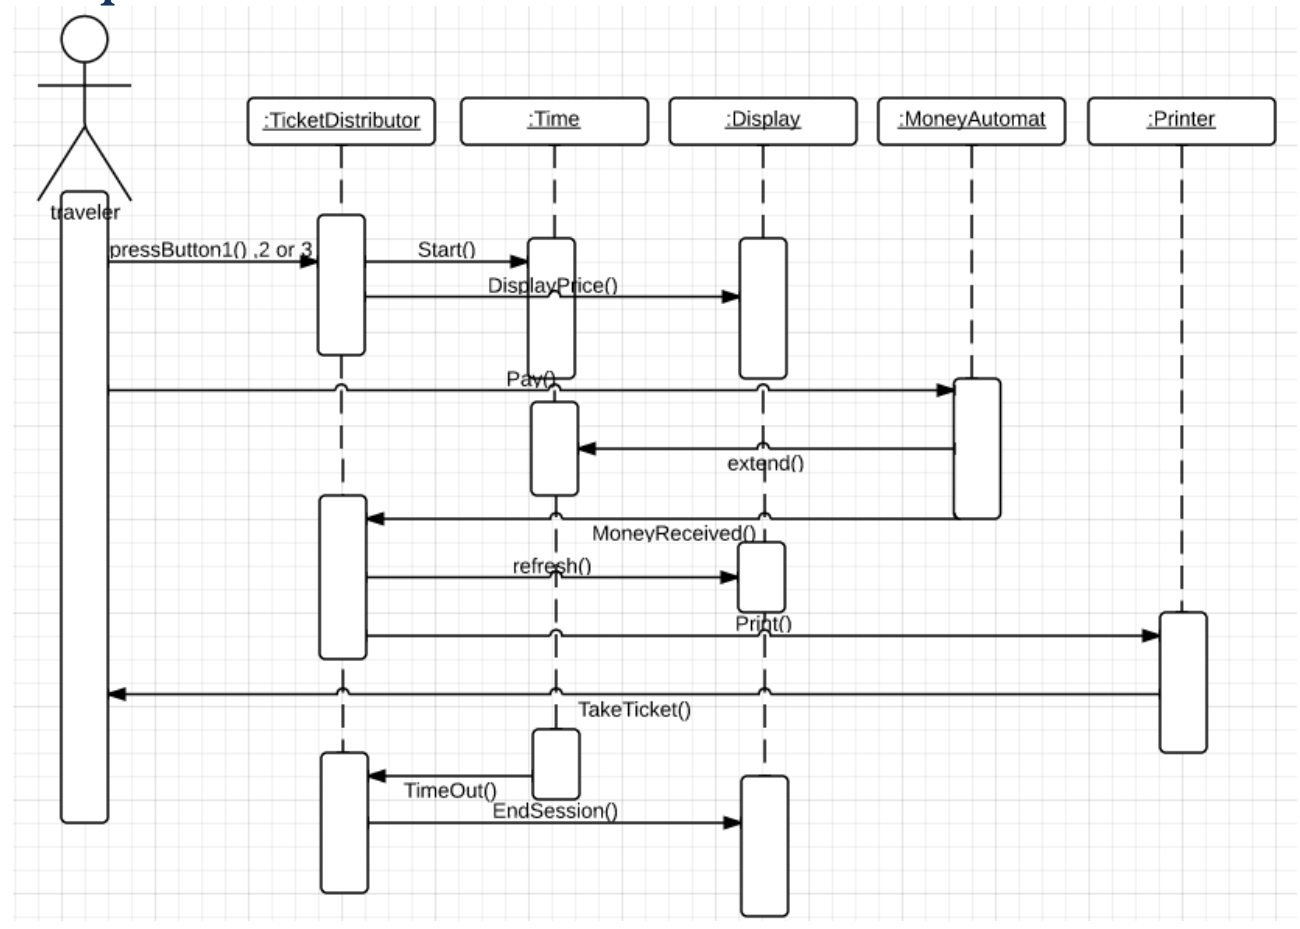 :TicketDistributor
:Time
:Display
:MoneyAutomat
:Printer
traveler
pressButton1() ,2 or 3
Start()
DisplayPrice()
Pay()
extend()
MoneyReceived()
refresh()
Print()
TakeTicket()
TimeOut()
EndSession()